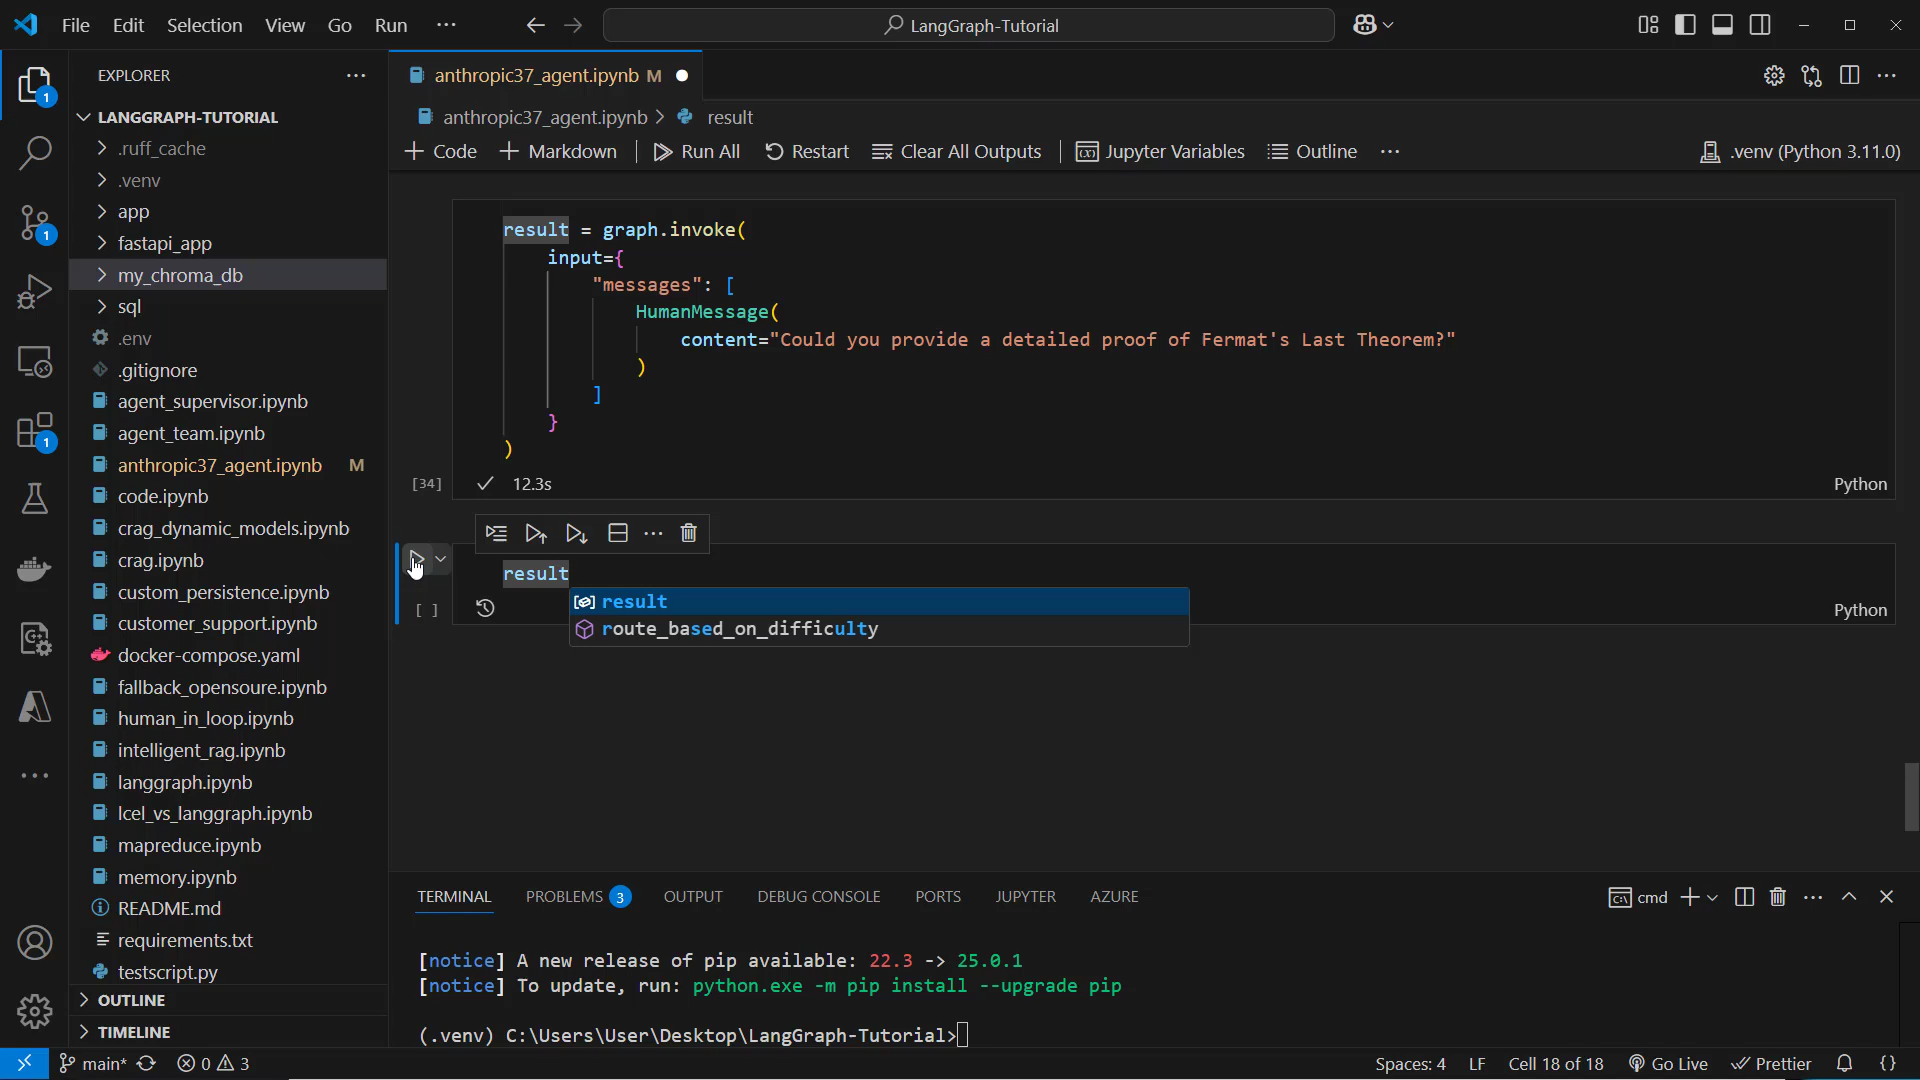 File Edit Selection View Go Run ···
LangGraph-Tutorial
EXPLORER
LANGGRAPH-TUTORIAL
.ruff_cache
.venv
app
fastapi_app
my_chroma_db
sql
.env
.gitignore
agent_supervisor.ipynb
agent_team.ipynb
anthropic37_agent.ipynb M
code.ipynb
crag_dynamic_models.ipynb
crag.ipynb
custom_persistence.ipynb
customer_support.ipynb
docker-compose.yaml
fallback_opensoure.ipynb
human_in_loop.ipynb
intelligent_rag.ipynb
langgraph.ipynb
lcel_vs_langgraph.ipynb
mapreduce.ipynb
memory.ipynb
README.md
requirements.txt
testscript.py
OUTLINE
TIMELINE
1
1
1
anthropic37_agent.ipynb M
anthropic37_agent.ipynb > result
+ Code + Markdown Run All Restart Clear All Outputs Jupyter Variables Outline ··· .venv (Python 3.11.0)
result = graph.invoke(
input={
"messages": [
HumanMessage(
content="Could you provide a detailed proof of Fermat's Last Theorem?"
)
]
}
)
[34] 12.3s Python
result
[ ] Python
result
route_based_on_difficulty
TERMINAL PROBLEMS 3 OUTPUT DEBUG CONSOLE PORTS JUPYTER AZURE cmd
[notice] A new release of pip available: 22.3 -> 25.0.1
[notice] To update, run: python.exe -m pip install --upgrade pip
(.venv) C:\Users\User\Desktop\LangGraph-Tutorial>
main* 0 3 Spaces: 4 LF Cell 18 of 18 Go Live Prettier {}